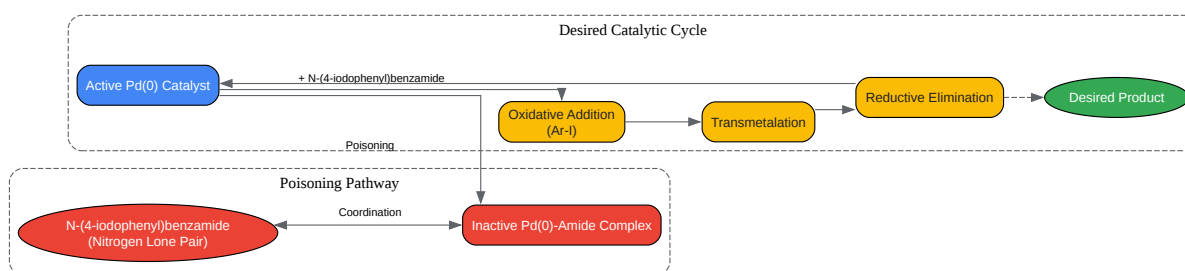 Desired Catalytic Cycle
+ N-(4-iodophenyl)benzamide
Active Pd(0) Catalyst
Reductive Elimination
Desired Product
Oxidative Addition
(Ar-I)
Transmetalation
Poisoning
Poisoning Pathway
N-(4-iodophenyl)benzamide
(Nitrogen Lone Pair)
Coordination
Inactive Pd(0)-Amide Complex